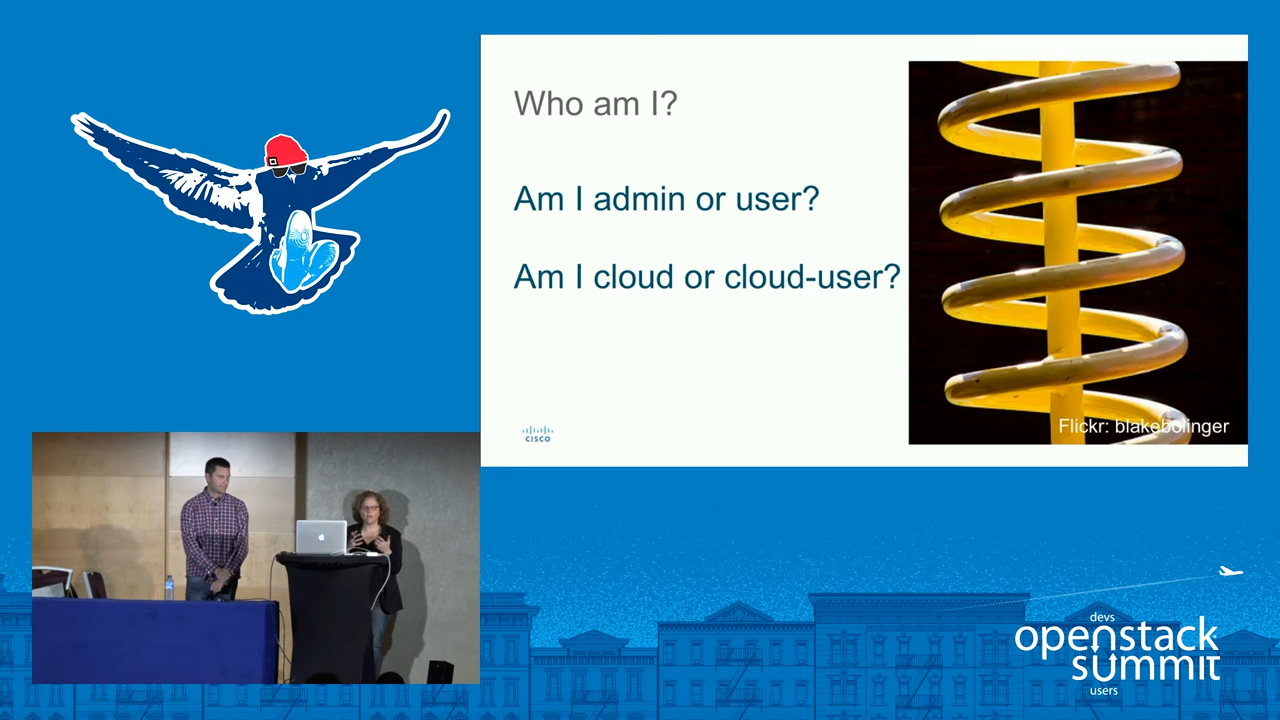 Who am I?
Am I admin or user?
Am I cloud or cloud-user?
CISCO
Flickr: blakebolinger
devs
openstack
summit
users